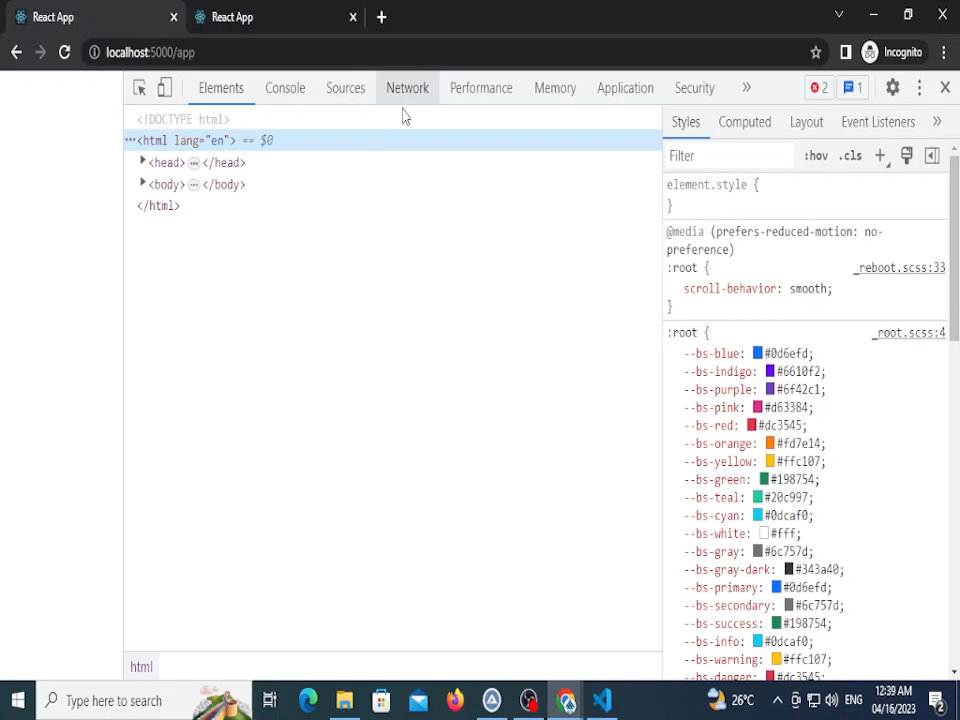 React App
React App
localhost:5000/app
Incognito
Elements Console Sources Network Performance Memory Application Security » 2 1
<!DOCTYPE html>
<html lang="en"> == $0
<head> </head>
<body> </body>
</html>
html
Styles Computed Layout Event Listeners »
Filter :hov .cls +
element.style {
}
@media (prefers-reduced-motion: no-
preference)
:root { _reboot.scss:33
scroll-behavior: smooth;
}
:root { _root.scss:4
--bs-blue: #0d6efd;
--bs-indigo: #6610f2;
--bs-purple: #6f42c1;
--bs-pink: #d63384;
--bs-red: #dc3545;
--bs-orange: #fd7e14;
--bs-yellow: #ffc107;
--bs-green: #198754;
--bs-teal: #20c997;
--bs-cyan: #0dcaf0;
--bs-white: #fff;
--bs-gray: #6c757d;
--bs-gray-dark: #343a40;
--bs-primary: #0d6efd;
--bs-secondary: #6c757d;
--bs-success: #198754;
--bs-info: #0dcaf0;
--bs-warning: #ffc107;
--bs-danger: #dc3545;
Type here to search
26°C
ENG
12:39 AM
04/16/2023
2